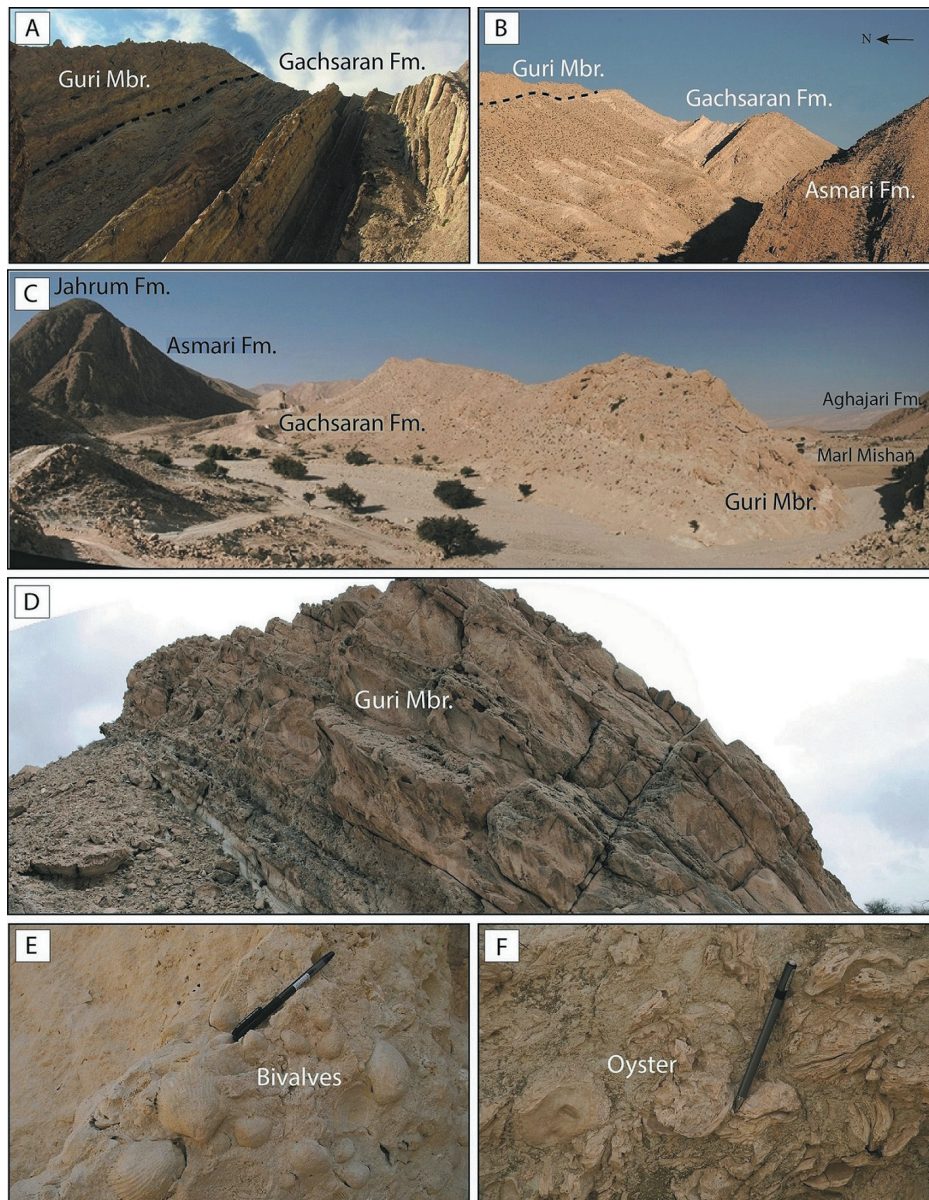 A
Guri Mbr.
Gachsaran Fm.
B
N
Guri Mbr.
Gachsaran Fm.
Asmari Fm.
C
Jahrum Fm.
Asmari Fm.
Gachsaran Fm.
Aghajari Fm.
Marl Mishan
Guri Mbr.
D
Guri Mbr.
E
Bivalves
F
Oyster